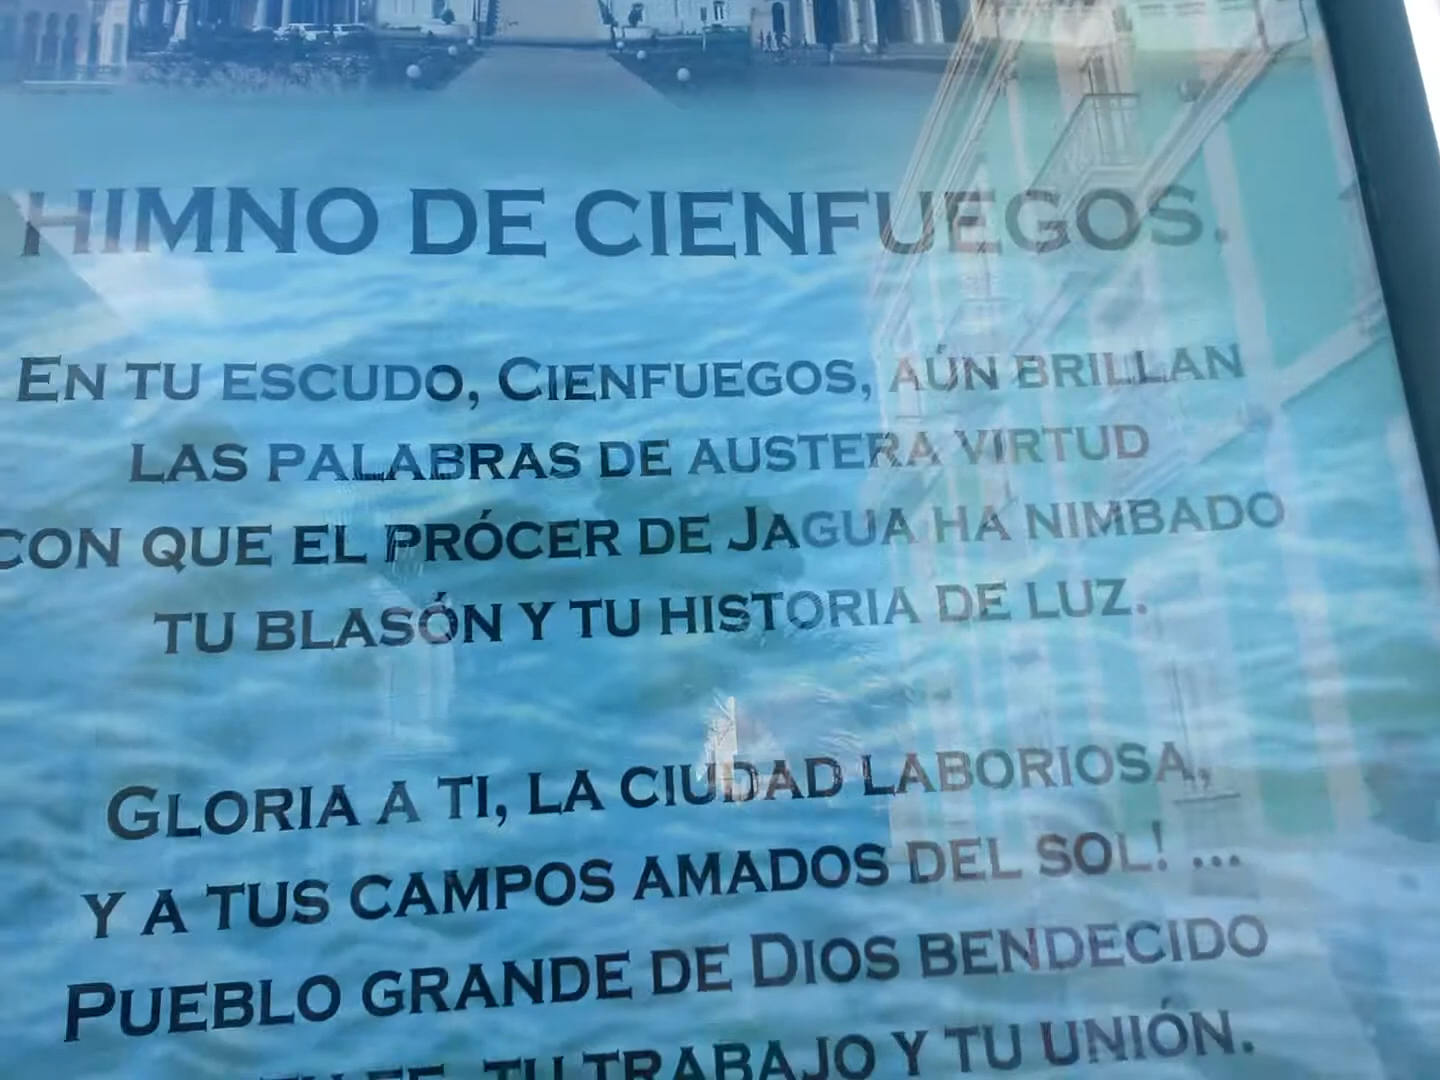 HIMNO DE CIENFUEGOS.
EN TU ESCUDO, CIENFUEGOS, AÚN BRILLAN
LAS PALABRAS DE AUSTERA VIRTUD
CON QUE EL PRÓCER DE JAGUA HA NIMBADO
TU BLASÓN Y TU HISTORIA DE LUZ.
GLORIA A TI, LA CIUDAD LABORIOSA,
Y A TUS CAMPOS AMADOS DEL SOL! ...
PUEBLO GRANDE DE DIOS BENDECIDO
TU FE, TU TRABAJO Y TU UNIÓN.